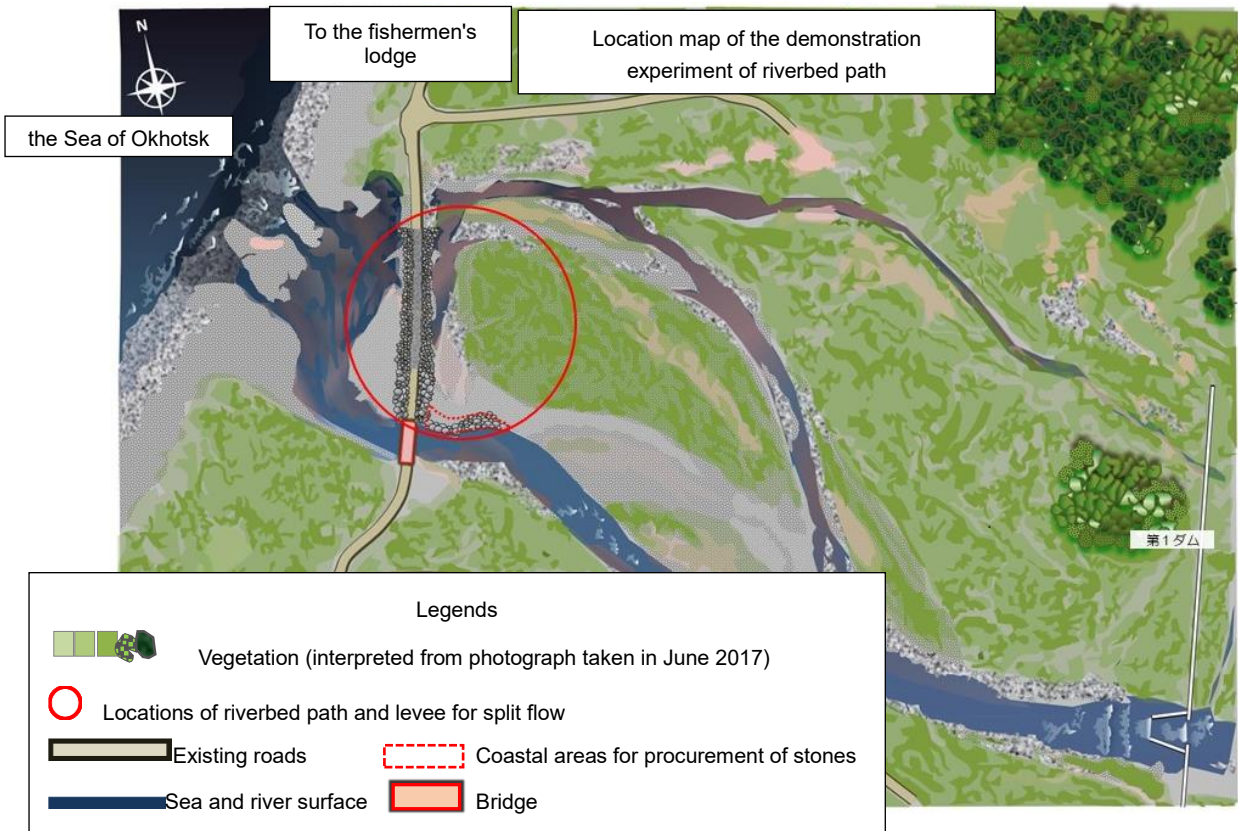 N
To the fishermen's
lodge
Location map of the demonstration
experiment of riverbed path
the Sea of Okhotsk
第1ダム
Legends
Vegetation (interpreted from photograph taken in June 2017)
Locations of riverbed path and levee for split flow
Existing roads
Coastal areas for procurement of stones
Sea and river surface
Bridge